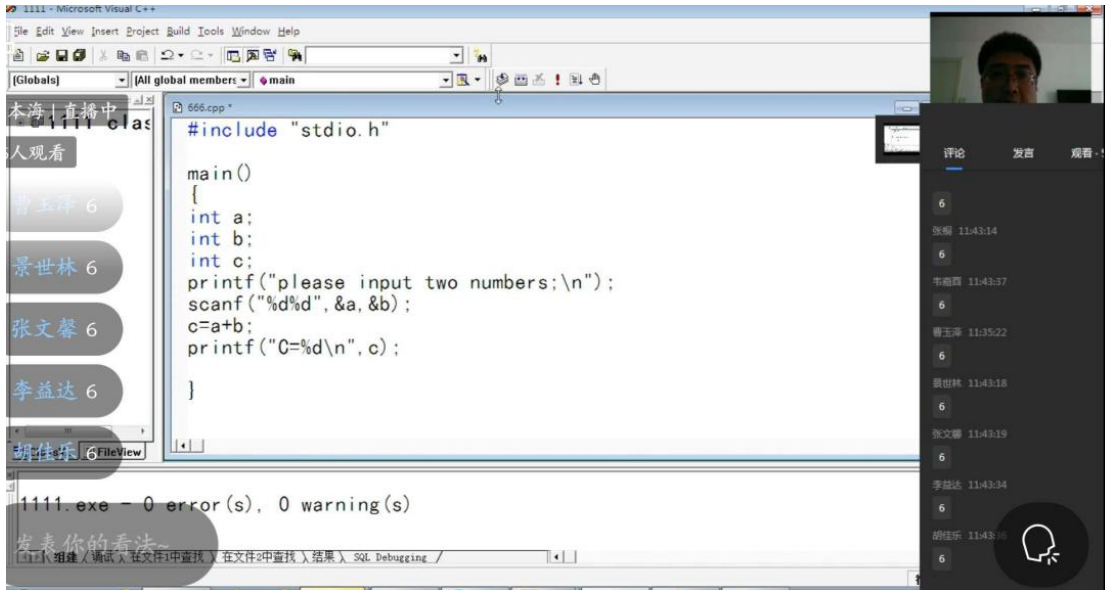 1111 - Microsoft Visual C++
File Edit View Insert Project Build Tools Window Help
(Globals)
(All global members
main
本海 | 直播中
1111 clas
人观看
曹玉泽 6
景世林 6
张文馨 6
李益达 6
胡佳乐 6
FileView
666.cpp *
#include "stdio.h"
main()
{
int a;
int b;
int c;
printf("please input two numbers;\n");
scanf("%d%d",&a,&b);
c=a+b;
printf("C=%d\n",c);
}
1111.exe - 0 error(s), 0 warning(s)
发表你的看法~
组建 调试 在文件1中查找 在文件2中查找 结果 SQL Debugging
评论 发言 观看
6
11:43:14
6
11:43:37
6
曹玉泽 11:35:22
6
景世林 11:43:18
6
张文馨 11:43:19
6
李益达 11:43:34
6
胡佳乐 11:43:36
6